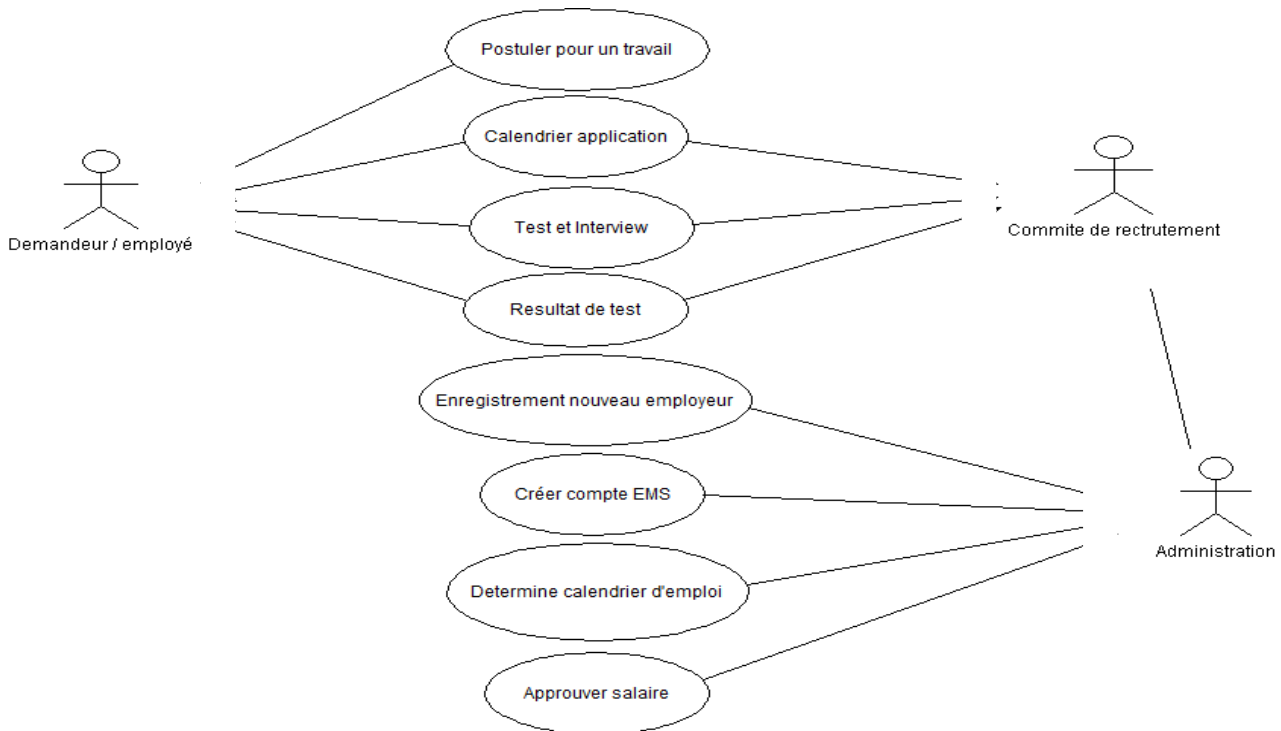 Postuler pour un travail
Calendrier application
Test et Interview
Demandeur / employé
Commite de rectrutement
Resultat de test
Enregistrement nouveau employeur
Créer compte EMS
Administration
Determine calendrier d'emploi
Approuver salaire